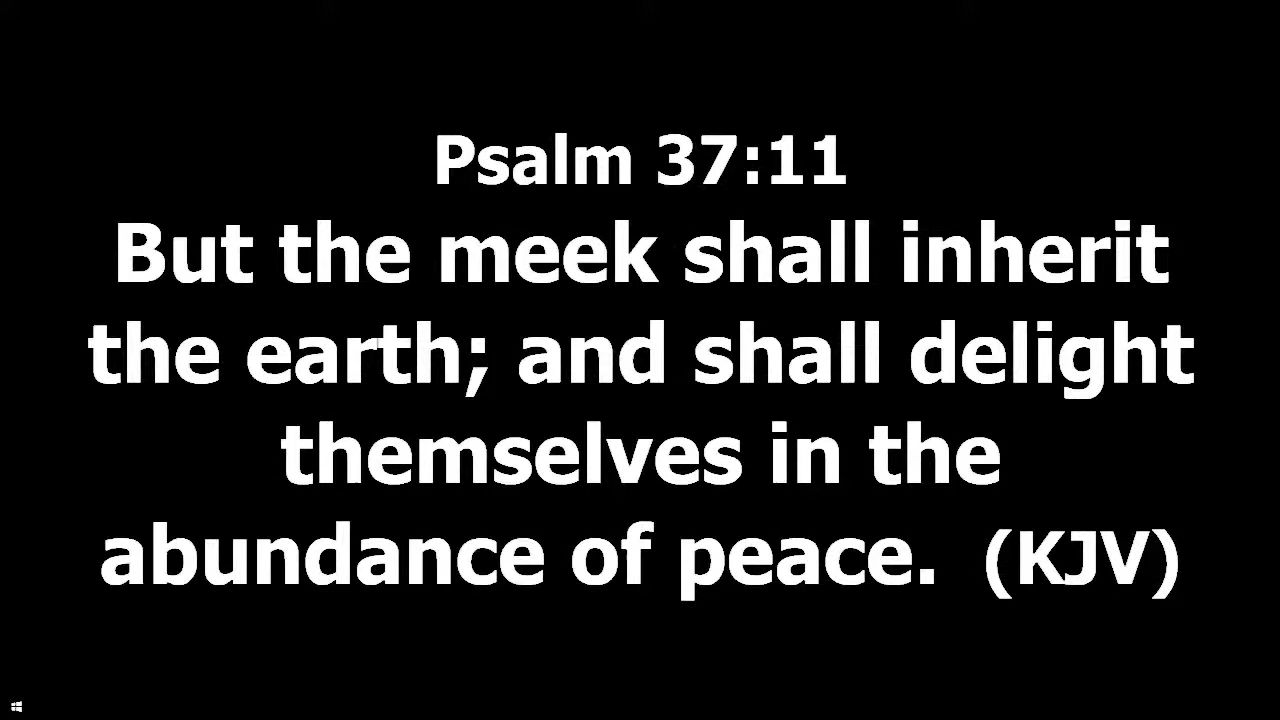 Psalm 37:11
But the meek shall inherit
the earth; and shall delight
themselves in the
abundance of peace.  (KJV)